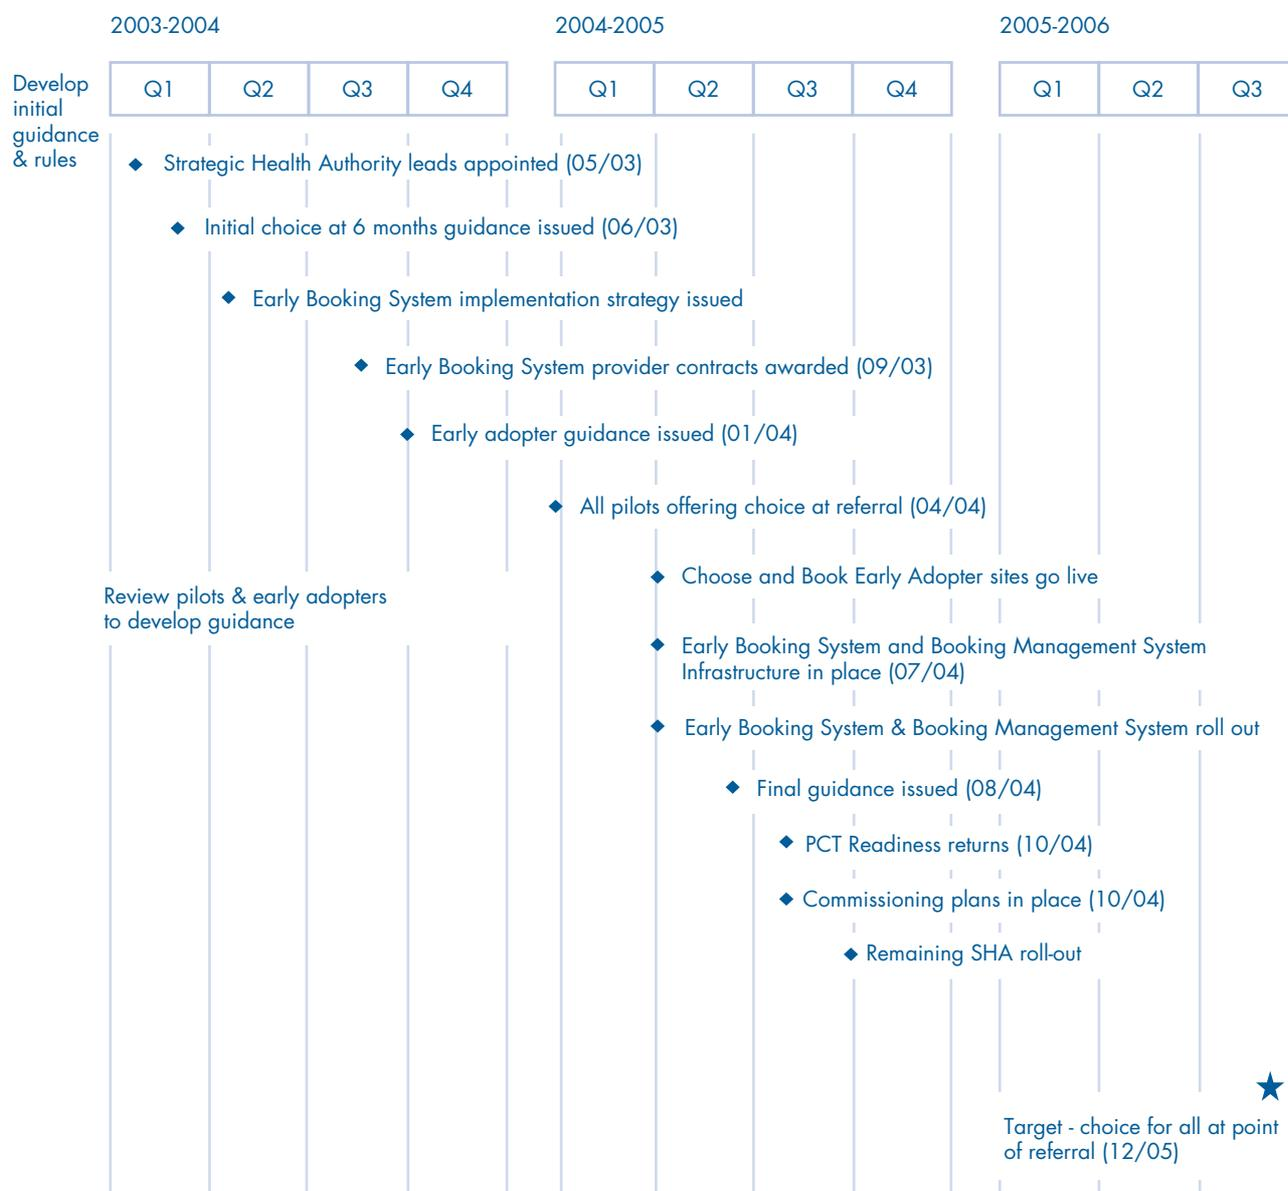 2003-2004 2004-2005 2005-2006
Develop
initial
guidance
& rules
Q1 Q2 Q3 Q4 Q1 Q2 Q3 Q4 Q1 Q2 Q3
Strategic Health Authority leads appointed (05/03)
Initial choice at 6 months guidance issued (06/03)
Early Booking System implementation strategy issued
Early Booking System provider contracts awarded (09/03)
Early adopter guidance issued (01/04)
All pilots offering choice at referral (04/04)
Choose and Book Early Adopter sites go live
Review pilots & early adopters
to develop guidance
Early Booking System and Booking Management System
Infrastructure in place (07/04)
Early Booking System & Booking Management System roll out
Final guidance issued (08/04)
PCT Readiness returns (10/04)
Commissioning plans in place (10/04)
Remaining SHA roll-out
Target - choice for all at point
of referral (12/05)